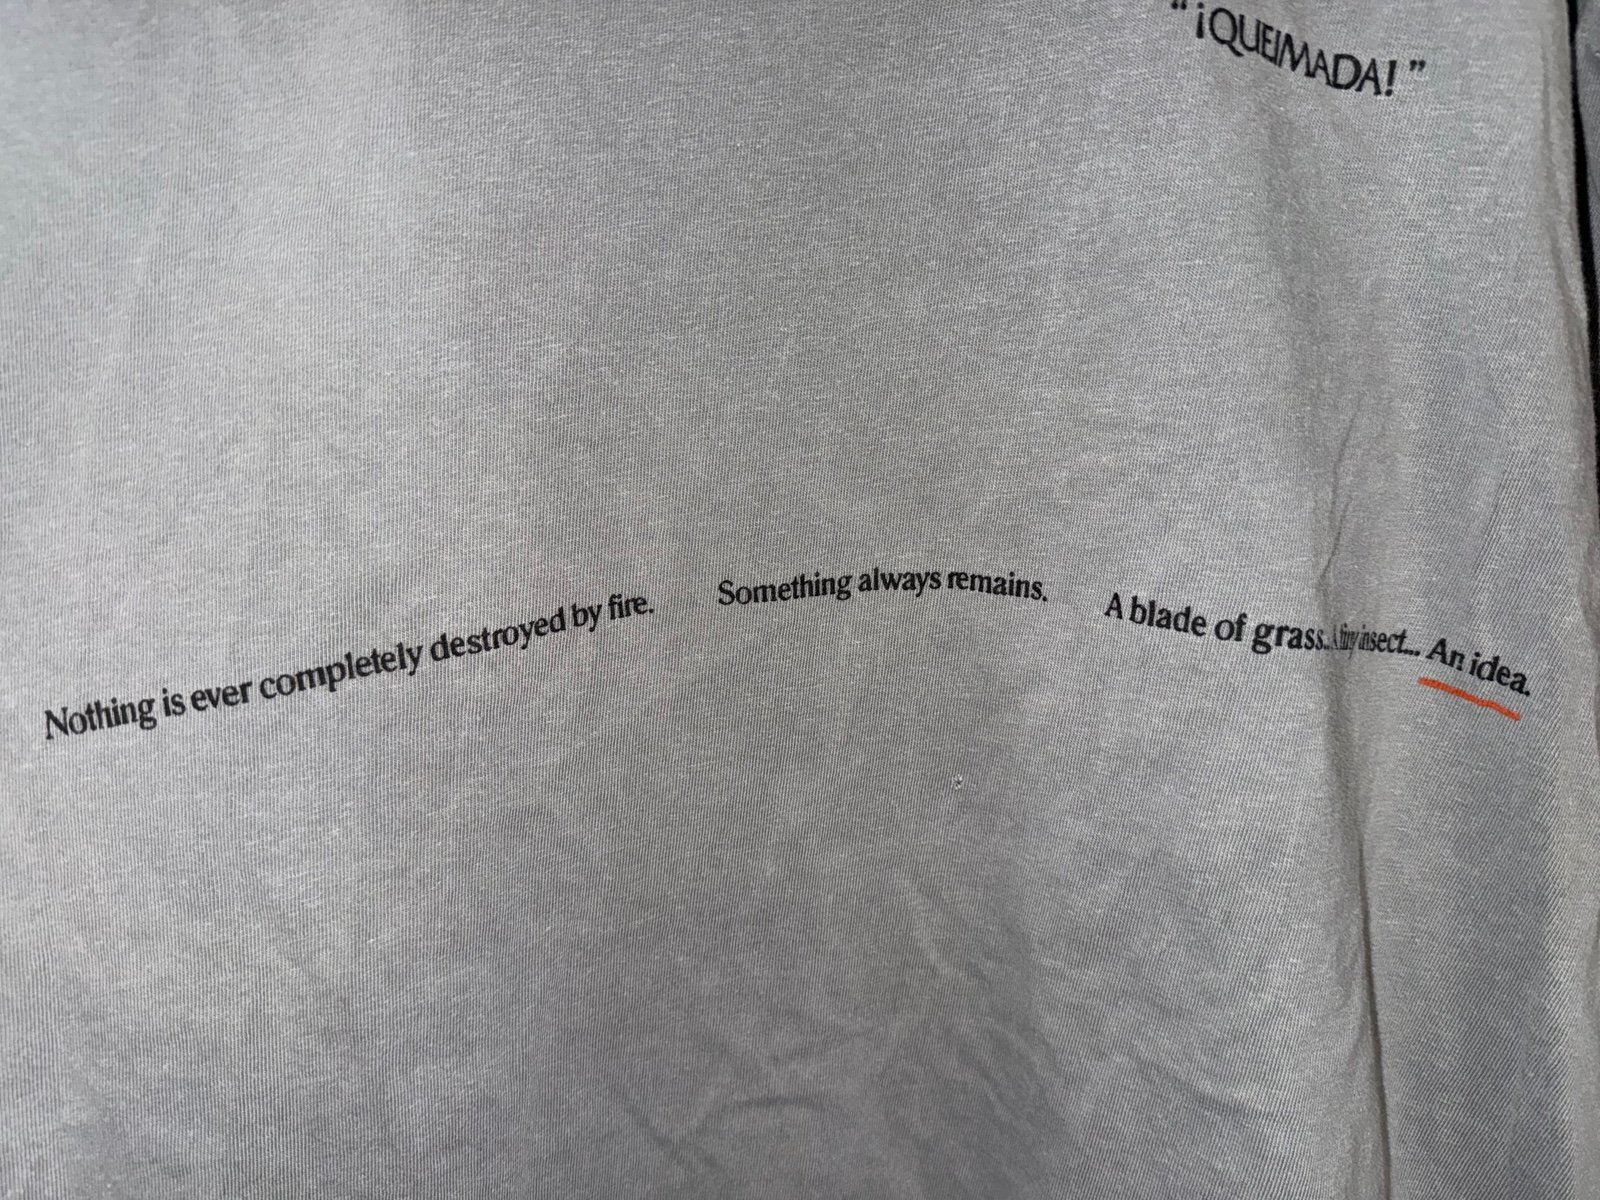 “¡QUEIMADA!”
Nothing is ever completely destroyed by fire. Something always remains. A blade of grass... A tiny insect... An idea.